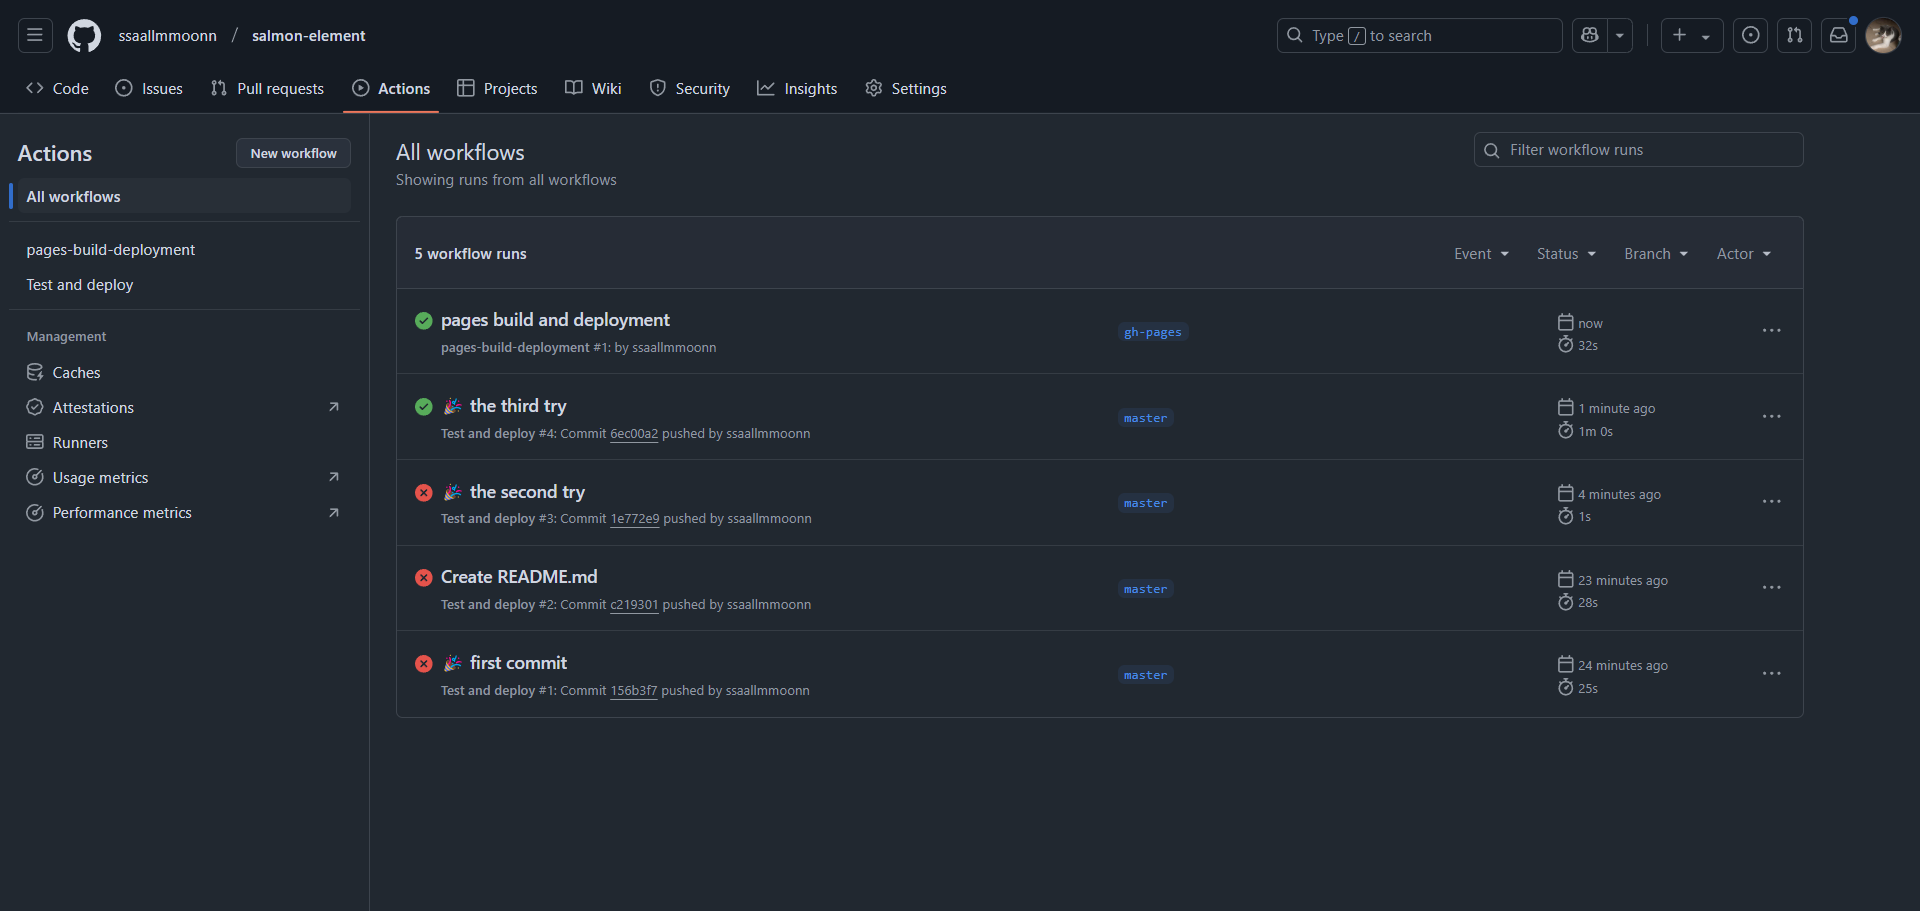 ssaallmmoonn / salmon-element
Type / to search
Code Issues Pull requests Actions Projects Wiki Security Insights Settings
Actions
New workflow
All workflows
pages-build-deployment
Test and deploy
Management
Caches
Attestations
Runners
Usage metrics
Performance metrics
All workflows
Showing runs from all workflows
Filter workflow runs
5 workflow runs
Event Status Branch Actor
pages build and deployment
pages-build-deployment #1: by ssaallmmoonn
gh-pages
now
32s
🎉 the third try
Test and deploy #4: Commit 6ec00a2 pushed by ssaallmmoonn
master
1 minute ago
1m 0s
🎉 the second try
Test and deploy #3: Commit 1e772e9 pushed by ssaallmmoonn
master
4 minutes ago
1s
Create README.md
Test and deploy #2: Commit c219301 pushed by ssaallmmoonn
master
23 minutes ago
28s
🎉 first commit
Test and deploy #1: Commit 156b3f7 pushed by ssaallmmoonn
master
24 minutes ago
25s